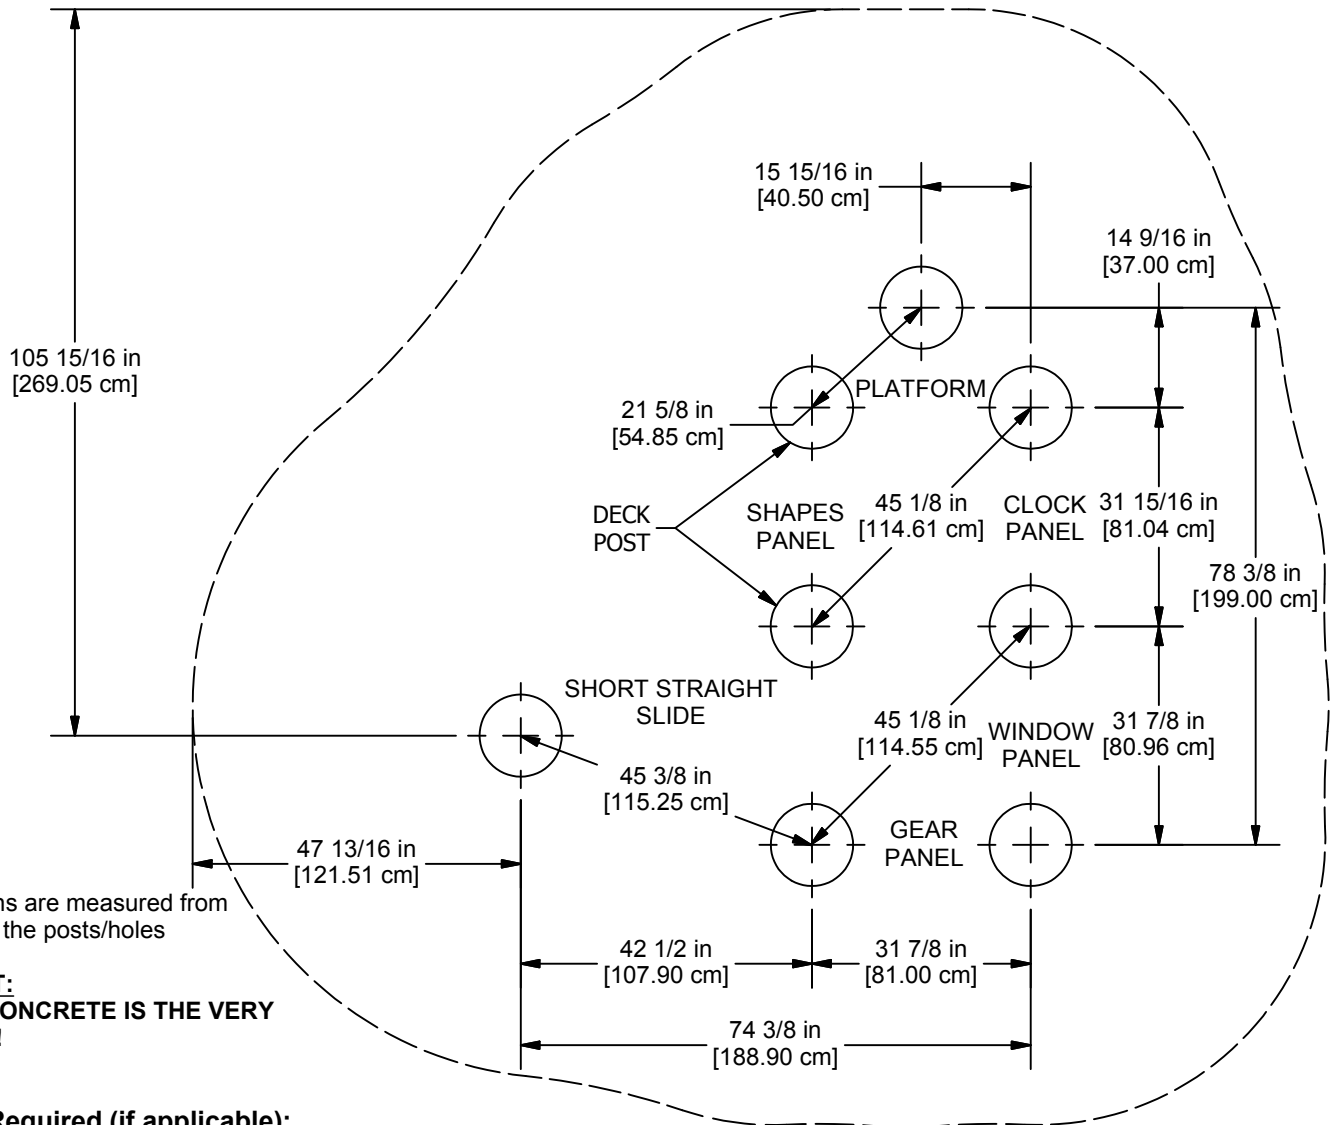 15 15/16 in
[40.50 cm]
14 9/16 in
[37.00 cm]
105 15/16 in
[269.05 cm]
PLATFORM
21 5/8 in
[54.85 cm]
DECK
POST
SHAPES
PANEL
45 1/8 in
[114.61 cm]
CLOCK
PANEL
31 15/16 in
[81.04 cm]
78 3/8 in
[199.00 cm]
SHORT STRAIGHT
SLIDE
45 1/8 in
[114.55 cm]
WINDOW
PANEL
31 7/8 in
[80.96 cm]
45 3/8 in
[115.25 cm]
GEAR
PANEL
47 13/16 in
[121.51 cm]
ns are measured from
the posts/holes
42 1/2 in
[107.90 cm]
31 7/8 in
[81.00 cm]
T:
ONCRETE IS THE VERY
!
74 3/8 in
[188.90 cm]
Required (if applicable):